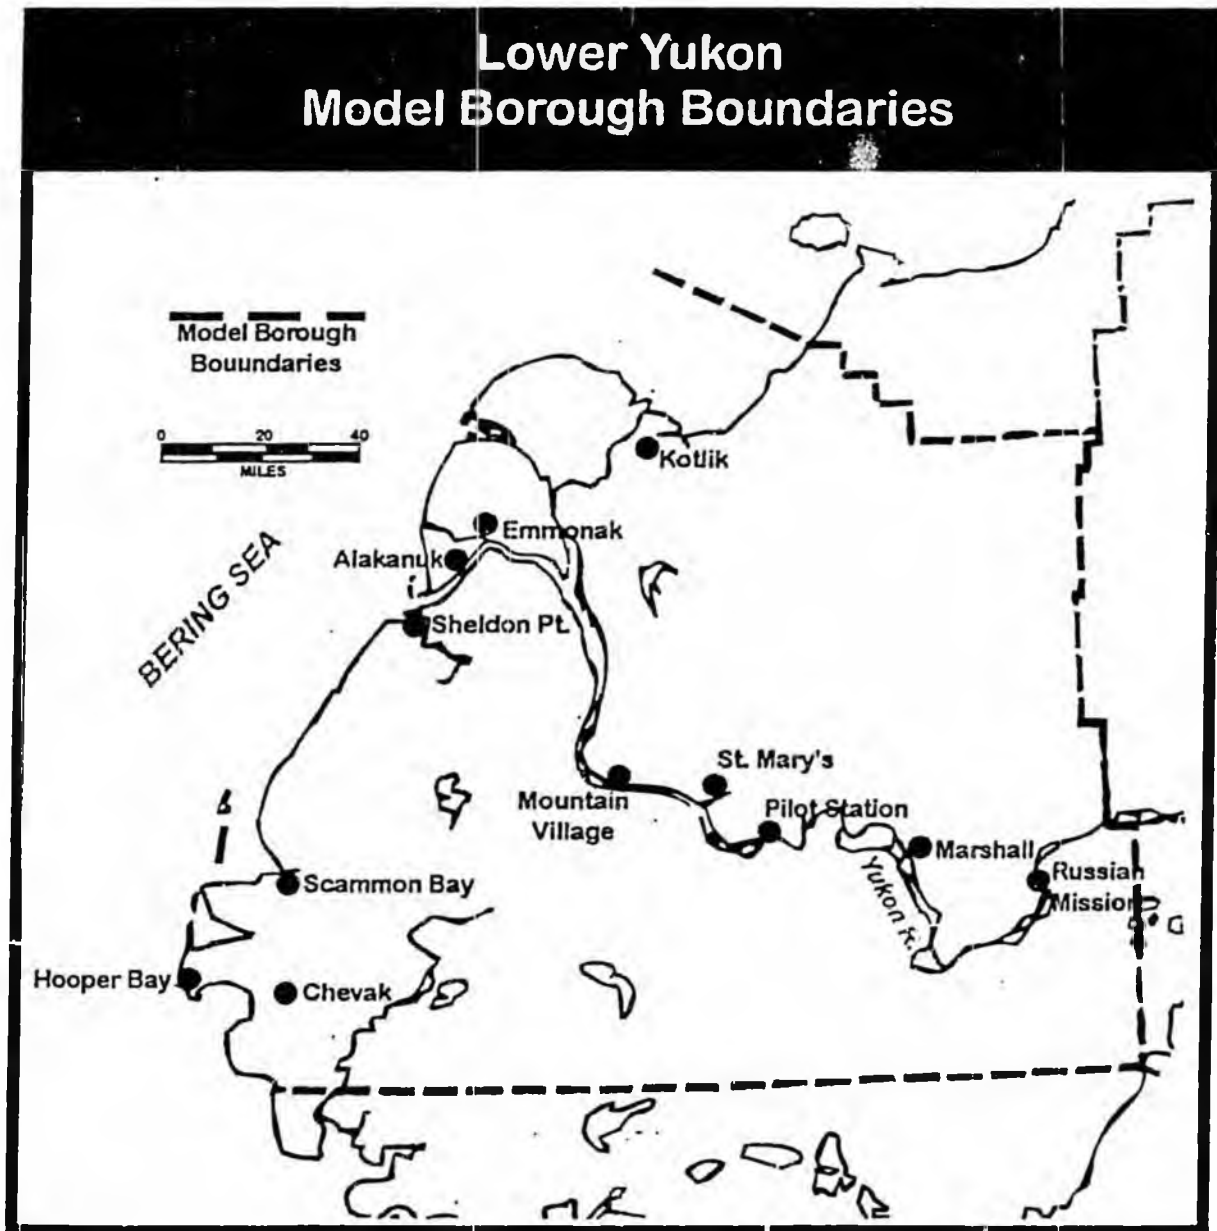 Lower Yukon
Model Borough Boundaries
Model Borough
Bouundaries
0 20 40
MILES
Kotlik
Emmonak
Alakanuk
BERING SEA
Sheldon Pt.
St. Mary's
Mountain
Village
Pilot Station
Marshall
Yukon R.
Russian
Mission
Scammon Bay
Hooper Bay
Chevak